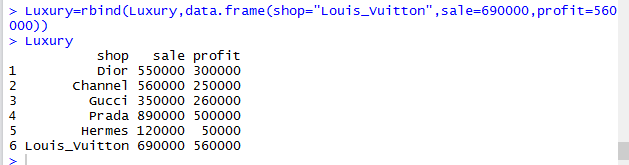 > Luxury=rbind(Luxury,data.frame(shop="Louis_Vuitton",sale=690000,profit=560
000))
> Luxury
           shop   sale profit
1          Dior 550000 300000
2       Channel 560000 250000
3         Gucci 350000 260000
4         Prada 890000 500000
5        Hermes 120000  50000
6 Louis_Vuitton 690000 560000
>